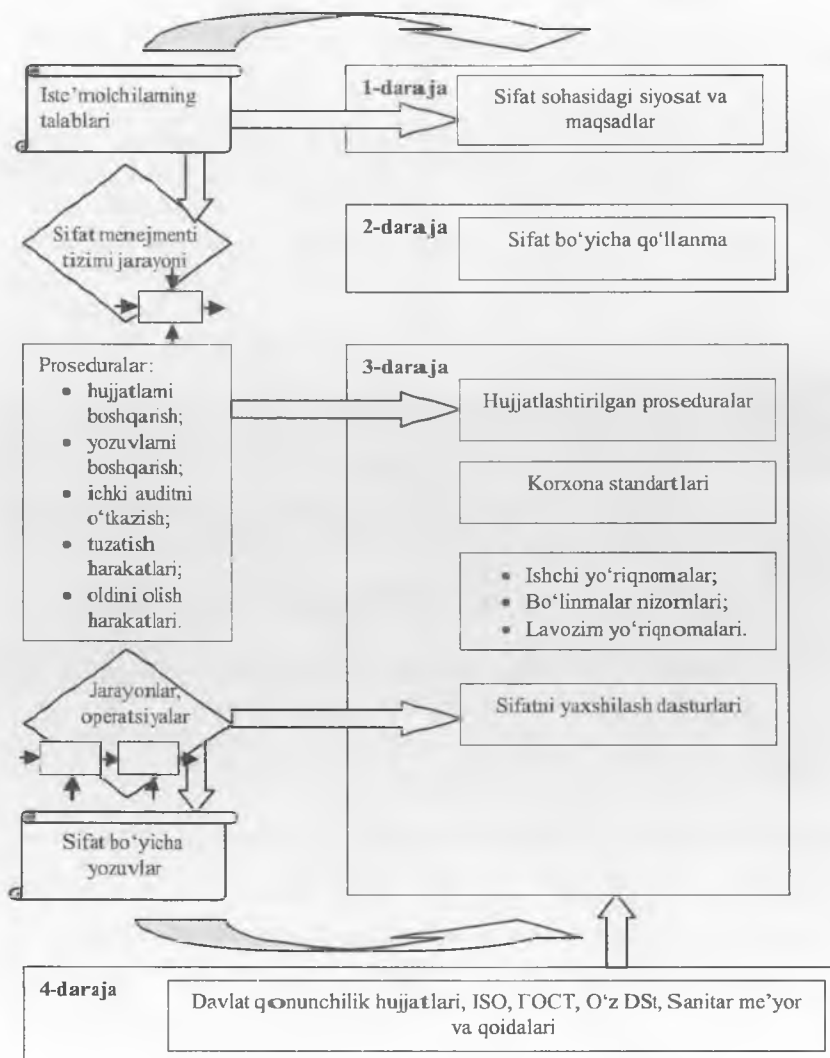 Iste'molchilarning
talablari
1-daraja
Sifat sohasidagi siyosat va
maqsadlar
Sifat menejmenti
tizimi jarayoni
2-daraja
Sifat bo‘yicha qo‘llanma
Proseduralar:
• hujjatlarni
boshqarish;
• yozuvlarni
boshqarish;
• ichki auditni
o‘tkazish;
• tuzatish
harakatlari;
• oldini olish
harakatlari.
3-daraja
Hujjatlashtirilgan proseduralar
Korxona standartlari
• Ishchi yo‘riqnomalar;
• Bo‘linmalar nizomlari;
• Lavozim yo‘riqnomalari.
Jarayonlar,
operatsiyalar
Sifatni yaxshilash dasturlari
Sifat bo‘yicha
yozuvlar
4-daraja
Davlat qonunchilik hujjatlari, ISO, ГОСТ, O‘z DSt, Sanitar me’yor
va qoidalari